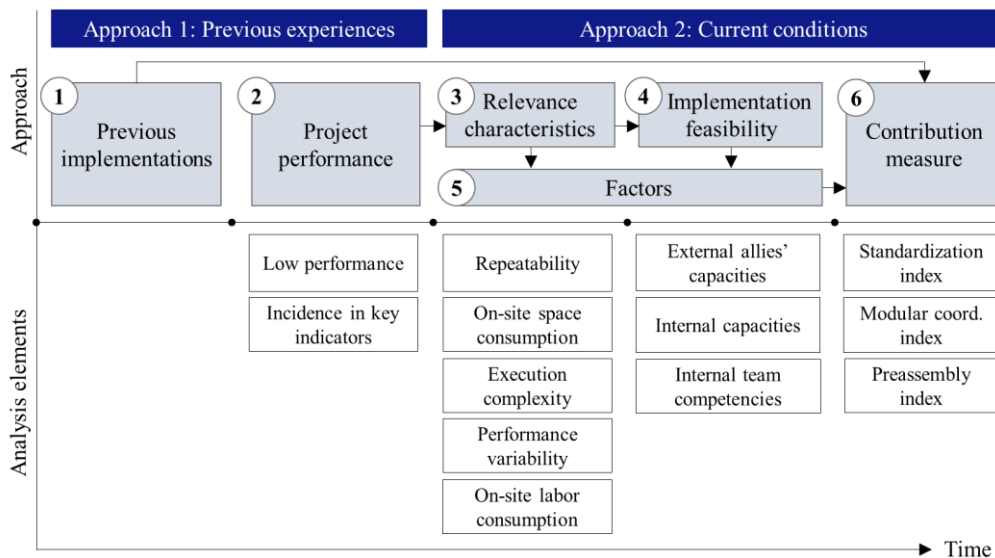 Approach 1: Previous experiences
Approach 2: Current conditions
Approach
1
Previous
implementations
2
Project
performance
3
Relevance
characteristics
4
Implementation
feasibility
5
Factors
6
Contribution
measure
Analysis elements
Low performance
Incidence in key
indicators
Repeatability
On-site space
consumption
Execution
complexity
Performance
variability
On-site labor
consumption
External allies’
capacities
Internal capacities
Internal team
competencies
Standardization
index
Modular coord.
index
Preassembly
index
Time